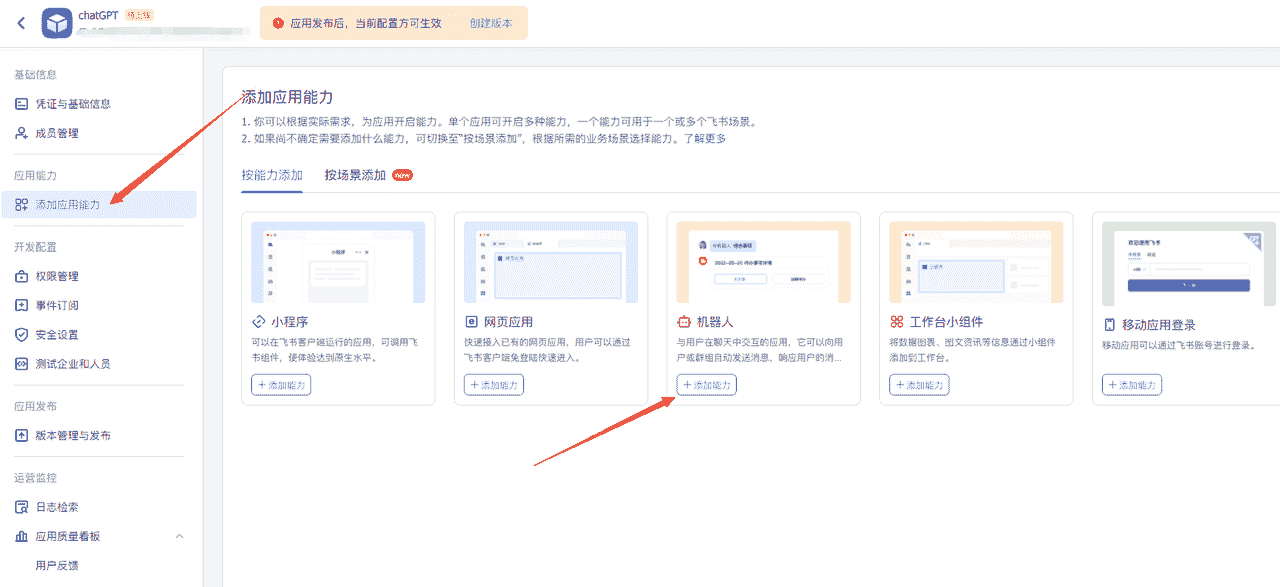 chatGPT 待上线
应用发布后，当前配置方可生效 创建版本
基础信息
凭证与基础信息
成员管理
应用能力
添加应用能力
开发配置
权限管理
事件订阅
安全设置
测试企业和人员
应用发布
版本管理与发布
运营监控
日志检索
应用质量看板
用户反馈
添加应用能力
1. 你可以根据实际需求，为应用开启能力。单个应用可开启多种能力，一个能力可用于一个或多个飞书场景。
2. 如果尚不确定需要添加什么能力，可切换至"按场景添加"，根据所需的业务场景选择能力。了解更多
按能力添加 按场景添加 new
小程序
小程序
可以在飞书客户端运行的应用，可调用飞
书组件，使体验达到原生水平。
+ 添加能力
网页应用
快速接入已有的网页应用，用户可以通过
飞书客户端免登陆快速进入。
+ 添加能力
机器人
与用户在聊天中交互的应用，它可以向用
户或群组自动发送消息，响应用户的消...
+ 添加能力
工作台小组件
将数据图表、图文资讯等信息通过小组件
添加到工作台。
+ 添加能力
欢迎使用飞书
移动应用登录
移动应用可以通过飞书账号进行登录。
+ 添加能力